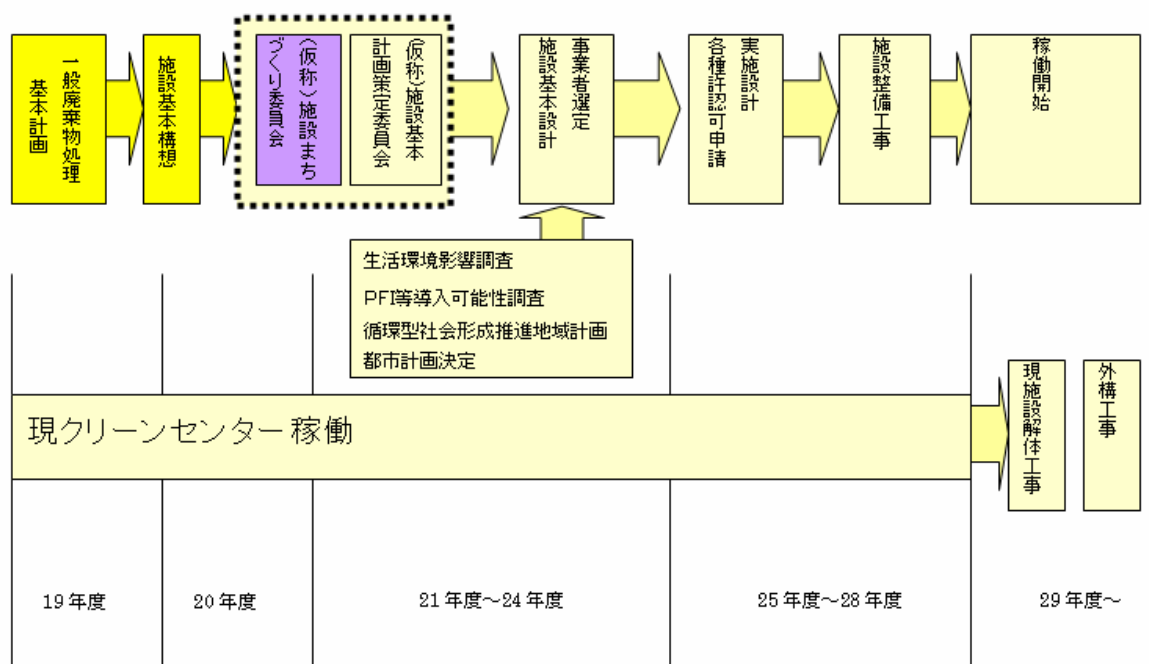 一般廃棄物処理
基本計画
施設基本構想
（仮称）施設まち
づくり委員会
（仮称）施設基本
計画策定委員会
事業者選定
施設基本設計
実施設計
各種許認可申請
施設整備工事
稼働開始
生活環境影響調査
PFI等導入可能性調査
循環型社会形成推進地域計画
都市計画決定
現クリーンセンター稼働
現施設解体工事
外構工事
19年度
20年度
21年度～24年度
25年度～28年度
29年度～